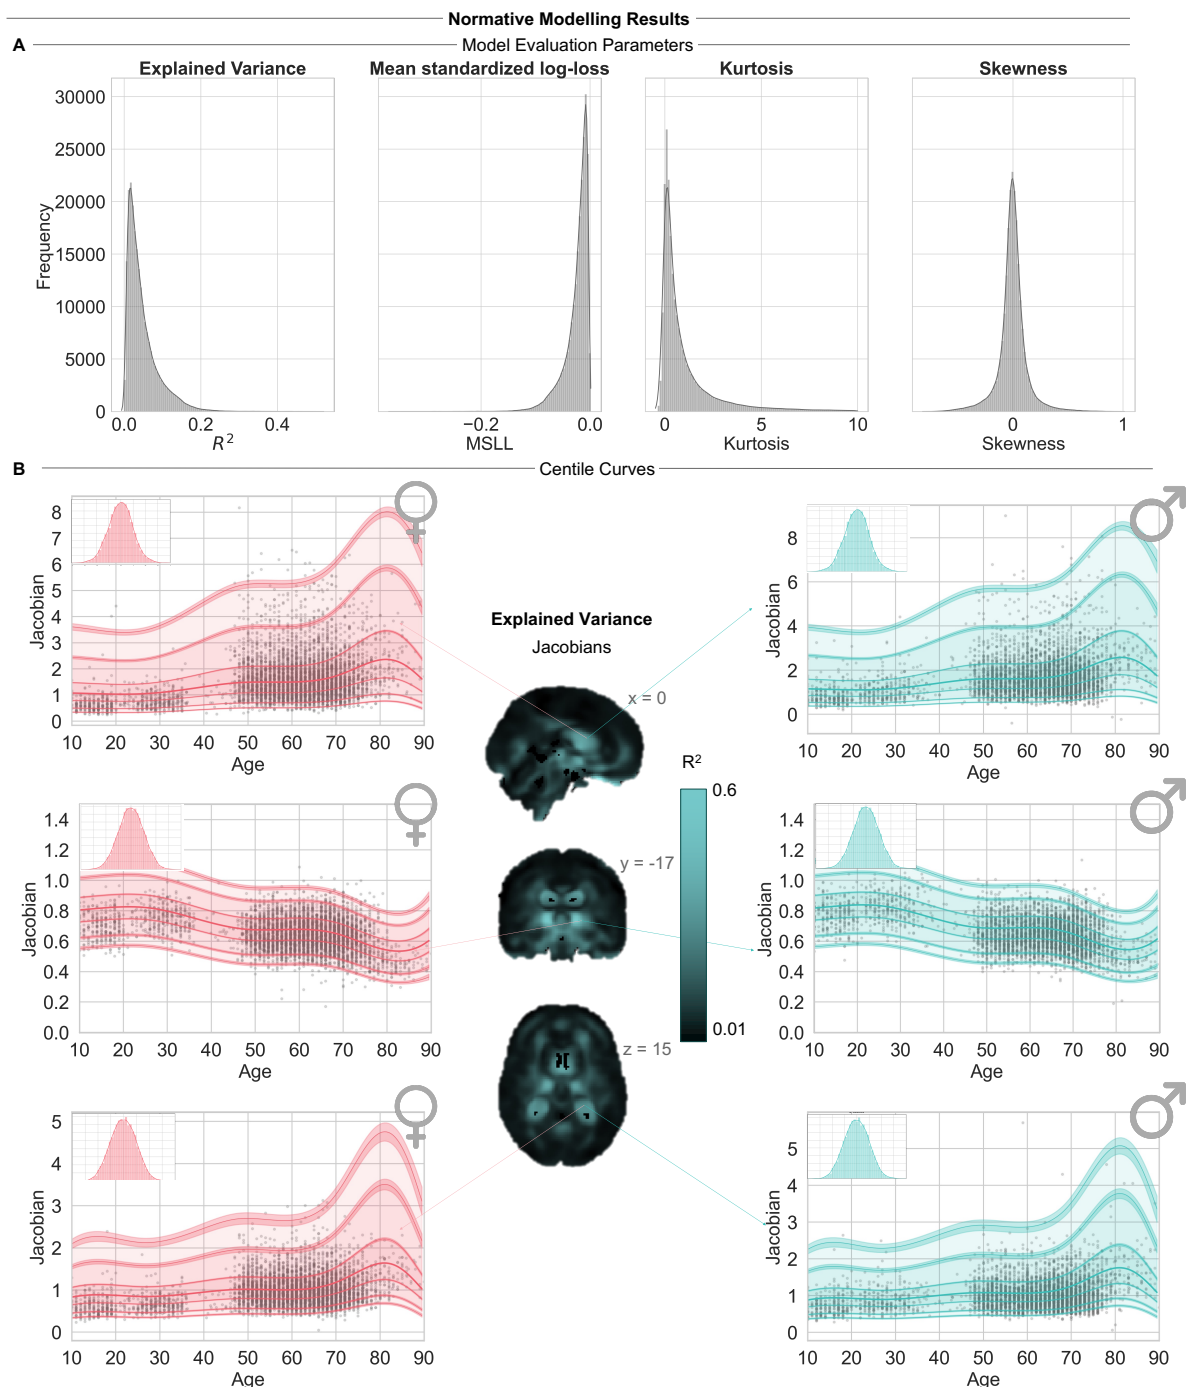 Normative Modelling Results
A
Model Evaluation Parameters
Explained Variance
Mean standardized log-loss
Kurtosis
Skewness
Frequency
30000
25000
20000
15000
10000
5000
0
0.0 0.2 0.4
R²
−0.2 0.0
MSLL
0 5 10
Kurtosis
0 1
Skewness
B
Centile Curves
Jacobian
8
7
6
5
4
3
2
1
0
10 20 30 40 50 60 70 80 90
Age
Explained Variance
Jacobians
x = 0
y = -17
z = 15
R²
0.6
0.01
Jacobian
8
6
4
2
0
10 20 30 40 50 60 70 80 90
Age
Jacobian
1.4
1.2
1.0
0.8
0.6
0.4
0.2
0.0
10 20 30 40 50 60 70 80 90
Age
Jacobian
1.4
1.2
1.0
0.8
0.6
0.4
0.2
0.0
10 20 30 40 50 60 70 80 90
Age
Jacobian
5
4
3
2
1
0
10 20 30 40 50 60 70 80 90
Age
Jacobian
5
4
3
2
1
0
10 20 30 40 50 60 70 80 90
Age